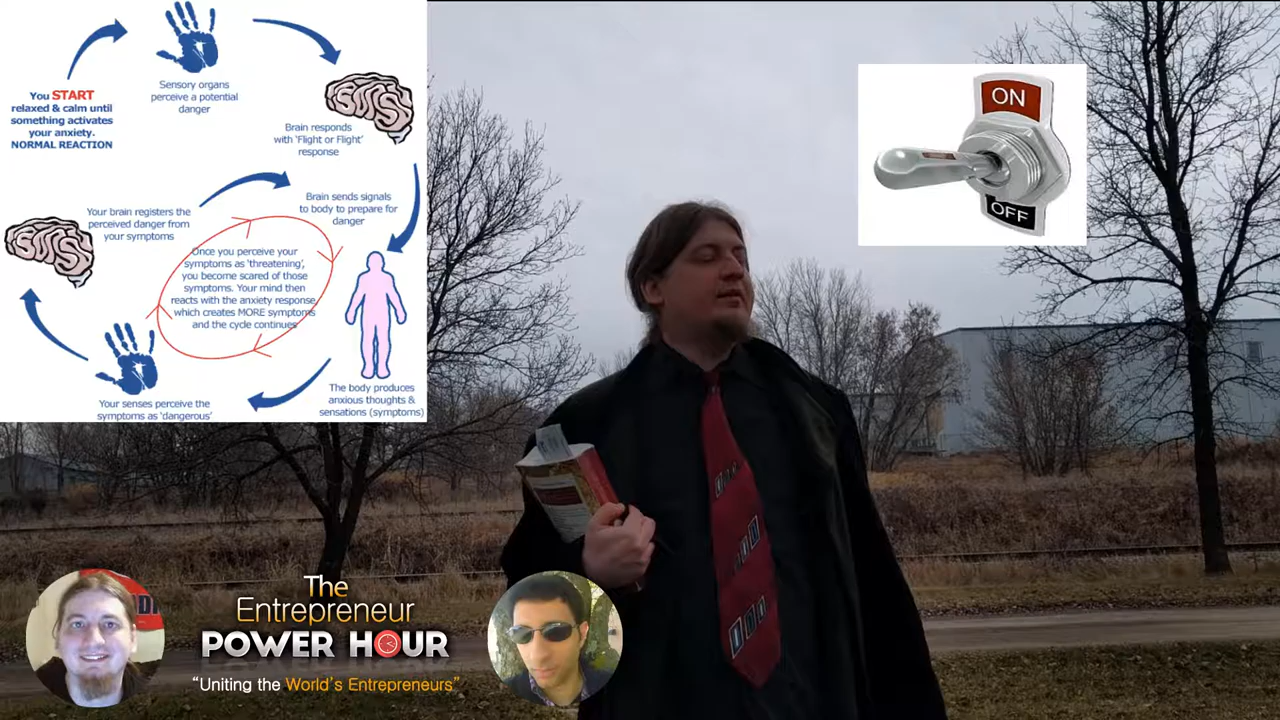 You START
relaxed & calm until
something activates
your anxiety.
NORMAL REACTION
Sensory organs
perceive a potential
danger
Brain responds
with 'Flight or Flight'
response
Brain sends signals
to body to prepare for
danger
The body produces
anxious thoughts &
sensations (symptoms)
Your senses perceive the
symptoms as 'dangerous'
Your brain registers the
perceived danger from
your symptoms
Once you perceive your
symptoms as 'threatening',
you become scared of those
symptoms. Your mind then
reacts with the anxiety response
which creates MORE symptoms
and the cycle continues
ON
OFF
The
Entrepreneur
POWER HOUR
“Uniting the World's Entrepreneurs”